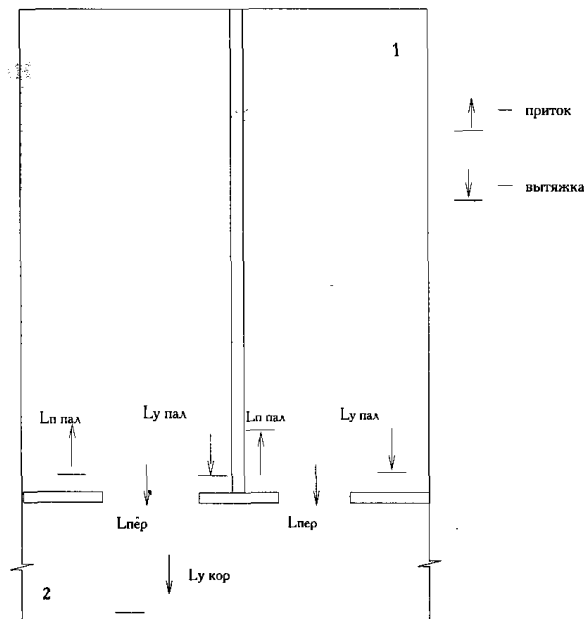 1
— приток
— вытяжка
Lп пал
Lу пал
Lп пал
Lу пал
Lпер
Lпер
Lу кор
2